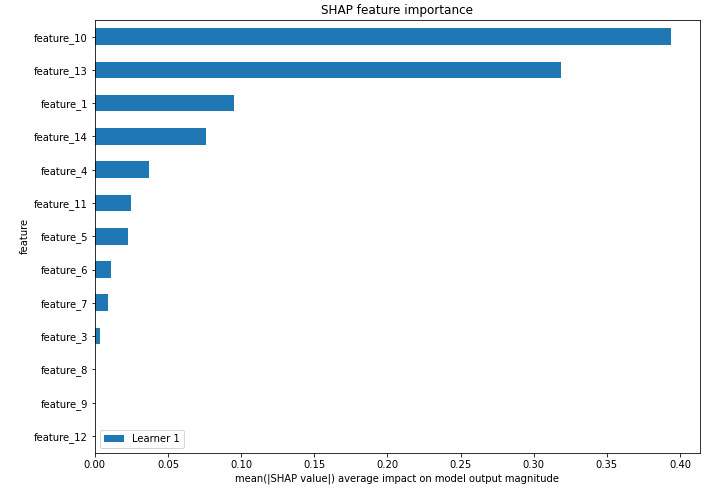 SHAP feature importance
feature_10
feature_13
feature_1
feature_14
feature_4
feature_11
feature_5
feature_6
feature_7
feature_3
feature_8
feature_9
feature_12
feature
Learner 1
0.00 0.05 0.10 0.15 0.20 0.25 0.30 0.35 0.40
mean(|SHAP value|) average impact on model output magnitude